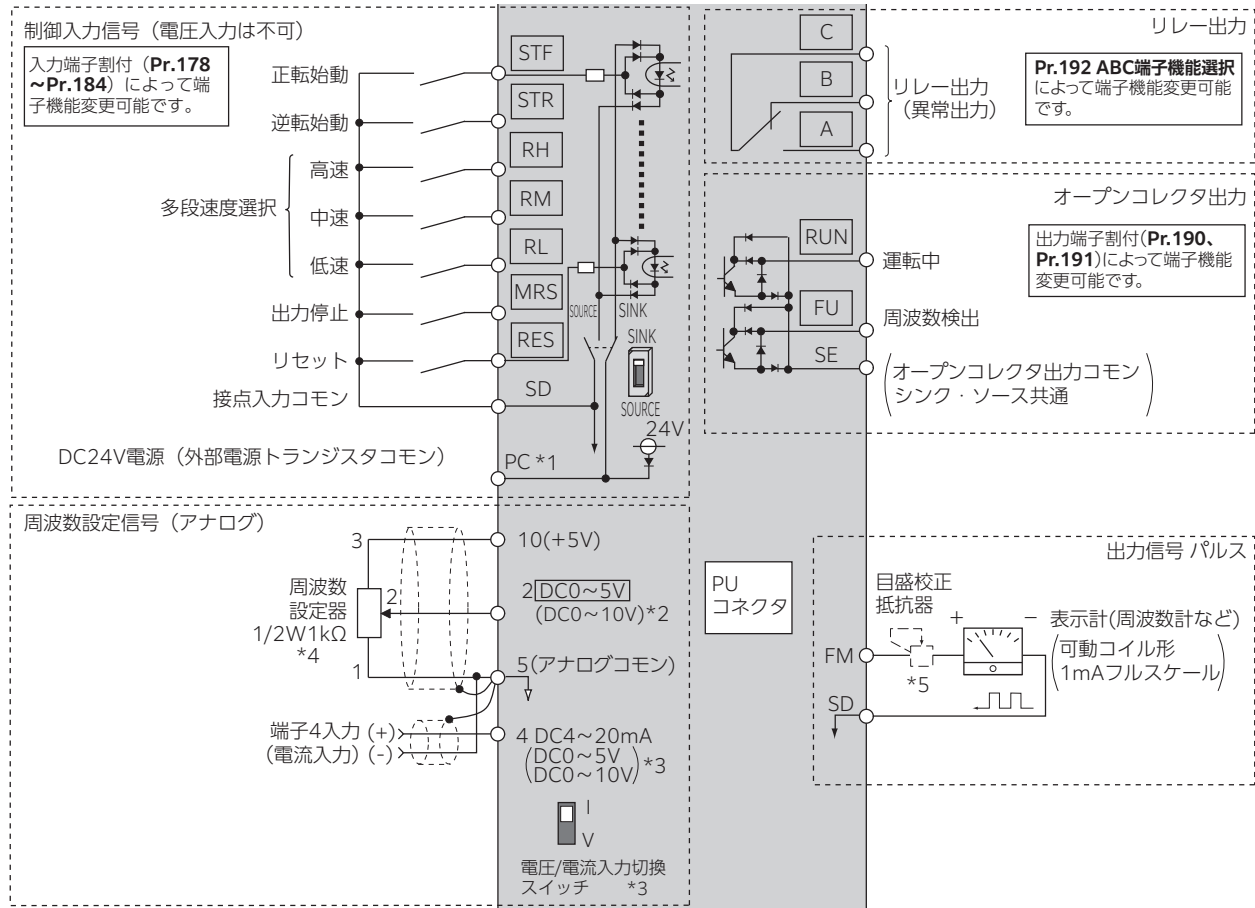 制御入力信号（電圧入力は不可）
入力端子割付（Pr.178
～Pr.184）によって端
子機能変更可能です。
正転始動
逆転始動
多段速度選択
高速
中速
低速
出力停止
リセット
接点入力コモン
DC24V電源（外部電源トランジスタコモン）
STF
STR
RH
RM
RL
MRS
RES
SD
PC *1
SOURCE
SINK
SINK
SOURCE
24V
リレー出力
C
B
A
リレー出力
（異常出力）
Pr.192 ABC端子機能選択
によって端子機能変更可能
です。
オープンコレクタ出力
RUN
運転中
出力端子割付(Pr.190、
Pr.191)によって端子機能
変更可能です。
FU
周波数検出
SE
(オープンコレクタ出力コモン
シンク・ソース共通)
周波数設定信号（アナログ）
3
2
1
周波数
設定器
1/2W1kΩ
*4
10(+5V)
2 DC0～5V
(DC0～10V)*2
5(アナログコモン)
端子4入力 (+)
(電流入力) (-)
4 DC4～20mA
(DC0～5V
DC0～10V)*3
I
V
電圧/電流入力切換
スイッチ *3
PU
コネクタ
出力信号 パルス
目盛校正
抵抗器
+ −
表示計(周波数計など)
(可動コイル形
1mAフルスケール)
FM
*5
SD